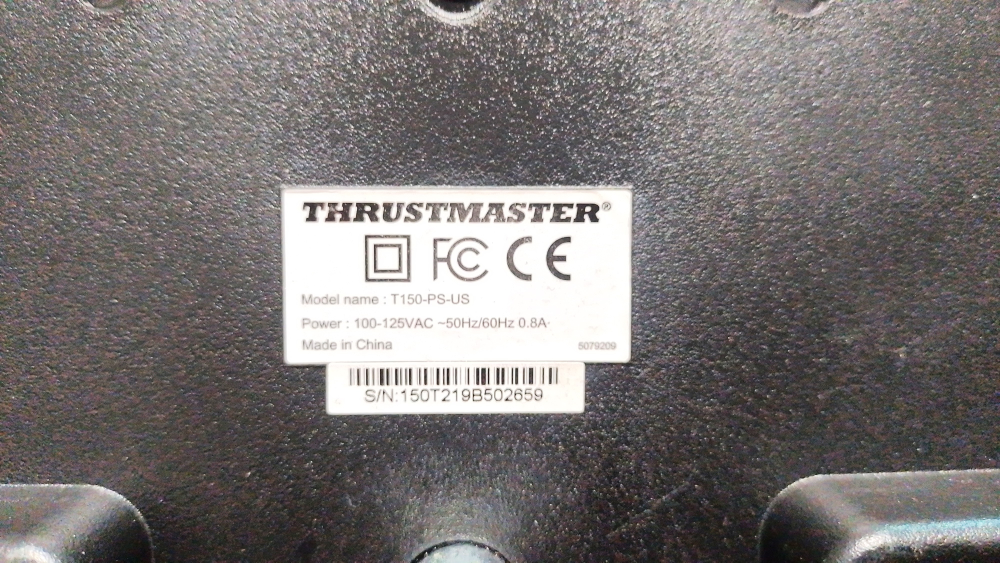 THRUSTMASTER®
FC CE
Model name : T150-PS-US
Power : 100-125VAC ~50Hz/60Hz 0.8A
Made in China
5079209
S/N:150T219B502659